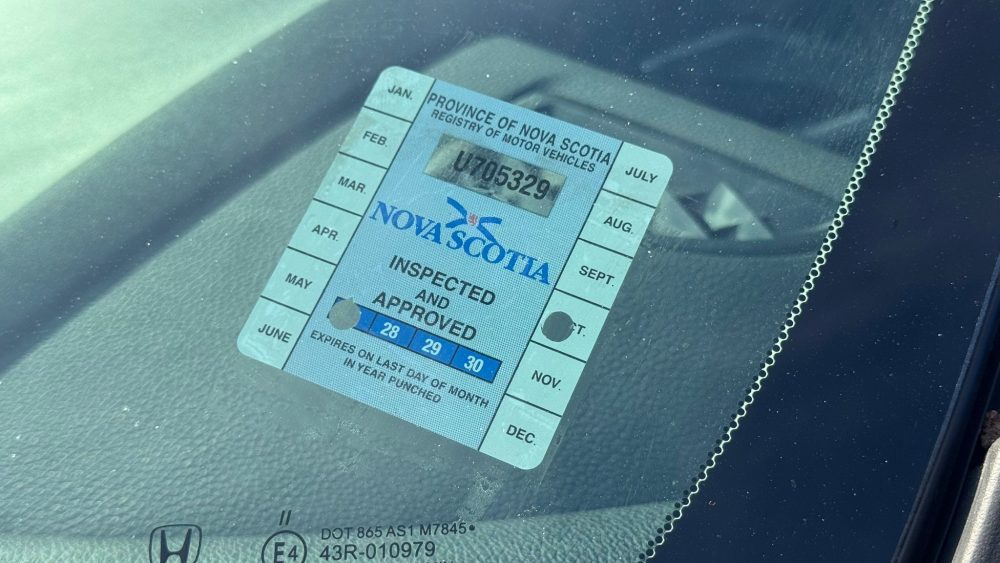 JAN.
FEB.
MAR.
APR.
MAY
JUNE
PROVINCE OF NOVA SCOTIA
REGISTRY OF MOTOR VEHICLES
U705329
NOVA SCOTIA
INSPECTED
AND
APPROVED
28 29 30
EXPIRES ON LAST DAY OF MONTH
IN YEAR PUNCHED
JULY
AUG.
SEPT.
NOV.
DEC.
II
E4
DOT 865 AS1 M7845
43R-010979